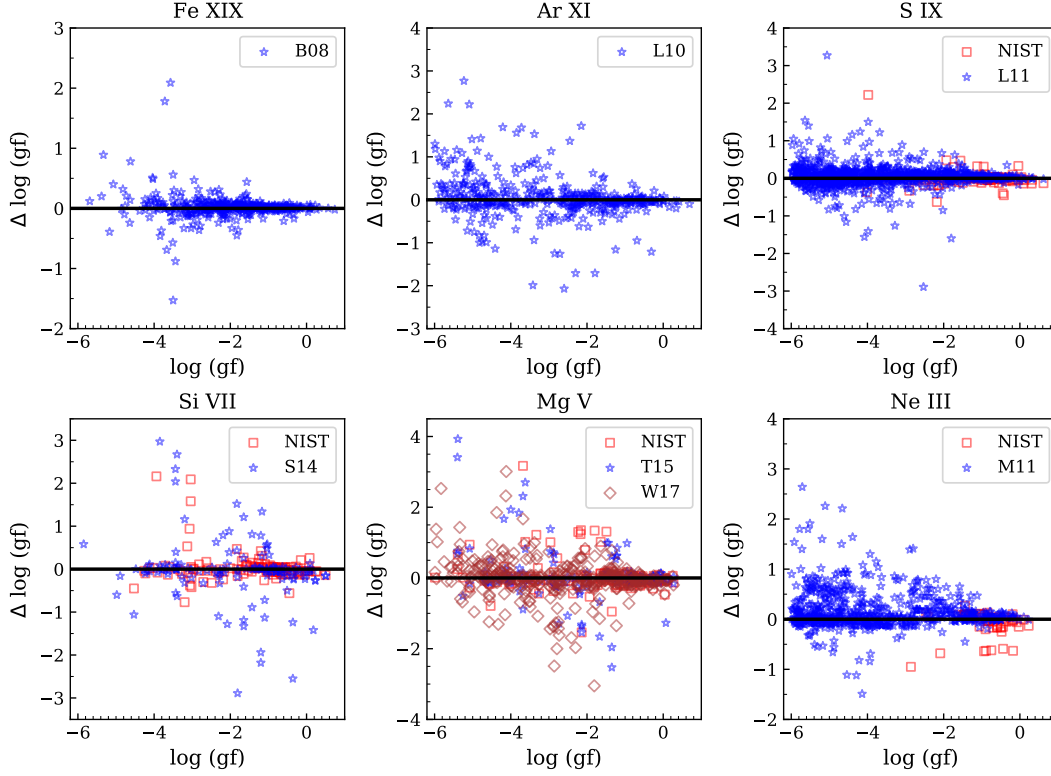 Fe XIX
Ar XI
S IX
B08
L10
NIST
L11
3
2
1
0
−1
−2
4
3
2
1
0
−1
−2
−3
4
3
2
1
0
−1
−2
−3
−4
Δ log (gf)
Δ log (gf)
Δ log (gf)
−6 −4 −2 0
−6 −4 −2 0
−6 −4 −2 0
log (gf)
log (gf)
log (gf)
Si VII
Mg V
Ne III
NIST
S14
NIST
T15
W17
NIST
M11
3
2
1
0
−1
−2
−3
4
2
0
−2
−4
4
3
2
1
0
−1
−2
Δ log (gf)
Δ log (gf)
Δ log (gf)
−6 −4 −2 0
−6 −4 −2 0
−6 −4 −2 0
log (gf)
log (gf)
log (gf)